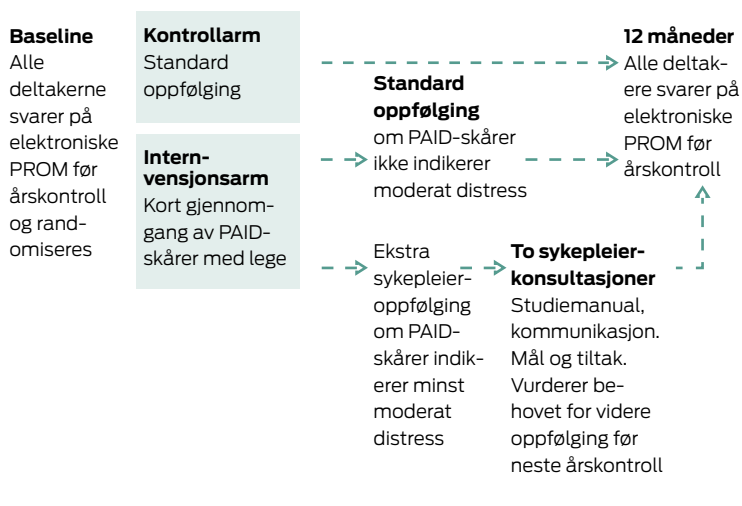 Baseline
Alle
deltakerne
svarer på
elektroniske
PROM før
årskontroll
og rand-
omiseres
Kontrollarm
Standard
oppfølging
Intern-
vensjonsarm
Kort gjennom-
gang av PAID-
skårer med lege
Standard
oppfølging
om PAID-skårer
ikke indikerer
moderat distress
Ekstra
sykepleier-
oppfølging
om PAID-
skårer indik-
erer minst
moderat
distress
To sykepleier-
konsultasjoner
Studiemanual,
kommunikasjon.
Mål og tiltak.
Vurderer be-
hovet for videre
oppfølging før
neste årskontroll
12 måneder
Alle deltak-
ere svarer på
elektroniske
PROM før
årskontroll